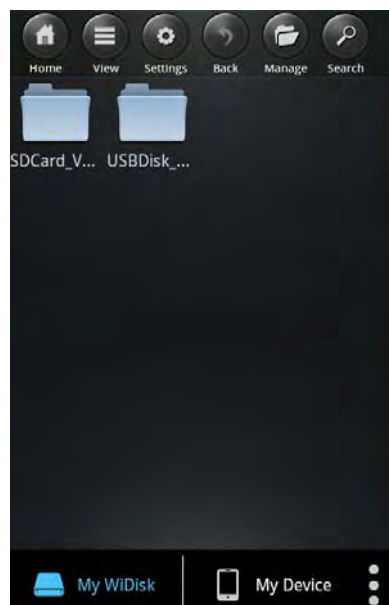 Home View Settings Back Manage Search
SDCard_V... USBDisk_...
My WiDisk My Device